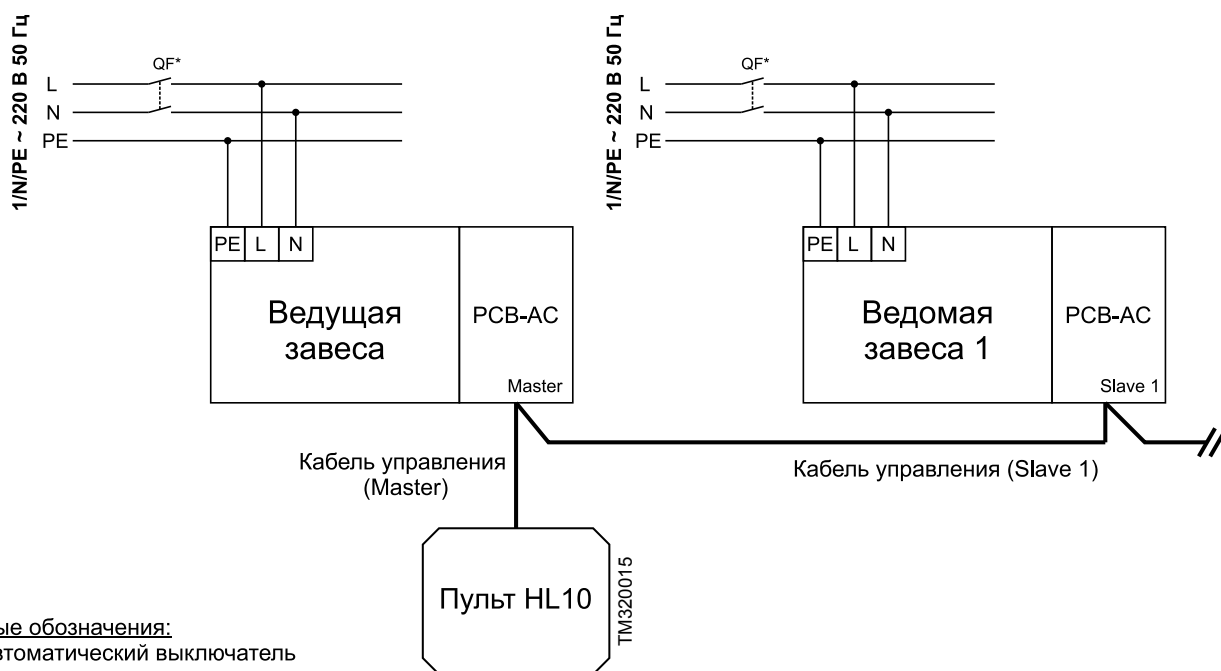 1/N/PE ~ 220 В 50 Гц
QF*
L
N
PE
PE L N
Ведущая
завеса
PCB-AC
Master
1/N/PE ~ 220 В 50 Гц
QF*
L
N
PE
PE L N
Ведомая
завеса 1
PCB-AC
Slave 1
Кабель управления
(Master)
Кабель управления (Slave 1)
Пульт HL10
TM320015
ые обозначения:
втоматический выключатель